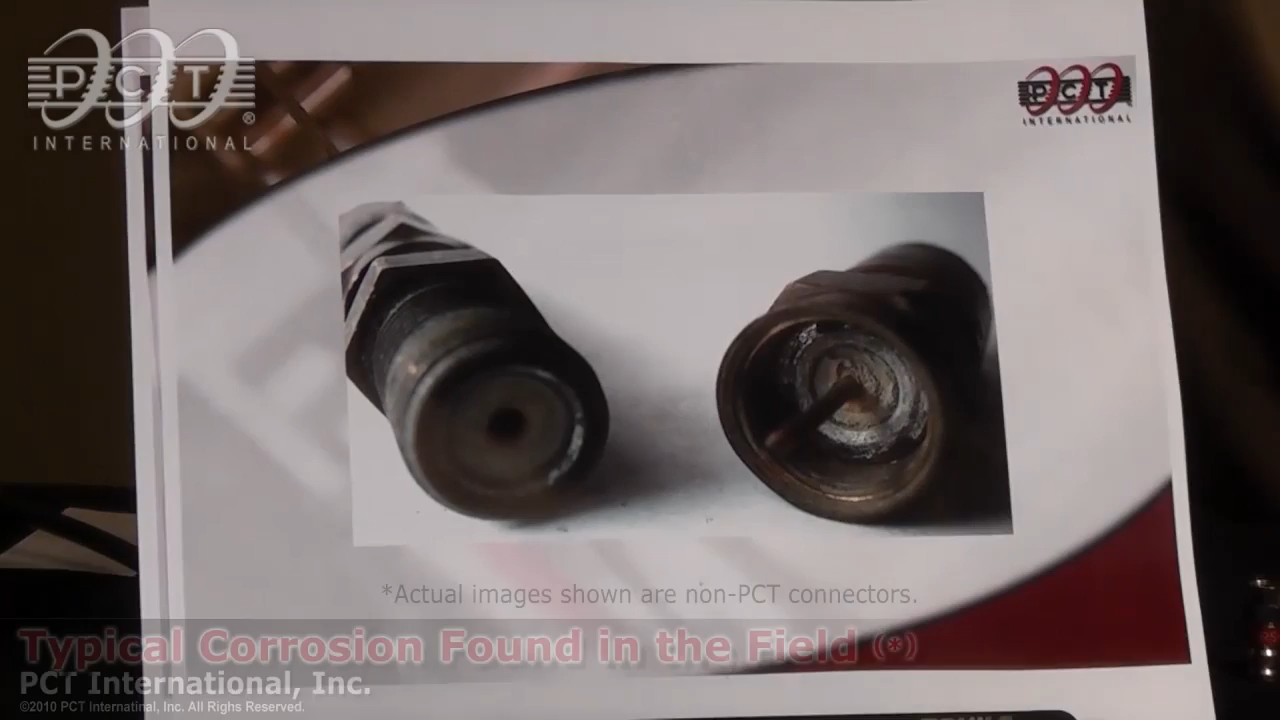 PCT
®
INTERNATIONAL
PCT
INTERNATIONAL
*Actual images shown are non-PCT connectors.
Typical Corrosion Found in the Field (*)
PCT International, Inc.
©2010 PCT Internatinal, Inc. All Righs Reserved.